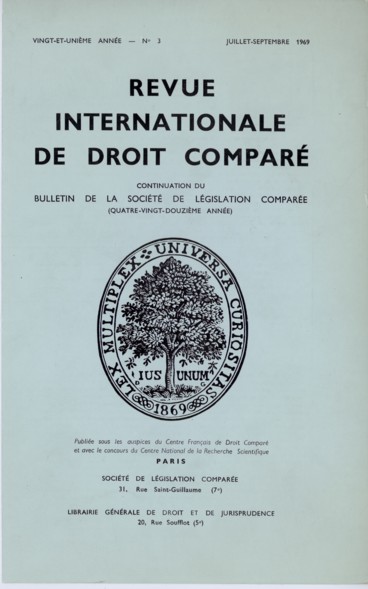 VINGT-ET-UNIÈME ANNÉE — No 3
JUILLET-SEPTEMBRE 1969
REVUE
INTERNATIONALE
DE DROIT COMPARÉ
CONTINUATION DU
BULLETIN DE LA SOCIÉTÉ DE LÉGISLATION COMPARÉE
(QUATRE-VINGT-DOUZIÈME ANNÉE)
LEX MULTIPLEX UNIVERSA CURIOSITAS
IUS UNUM
1869
Publiée sous les auspices du Centre Français de Droit Comparé
et avec le concours du Centre National de la Recherche Scientifique
PARIS
SOCIÉTÉ DE LÉGISLATION COMPARÉE
31, Rue Saint-Guillaume (7e)
LIBRAIRIE GÉNÉRALE DE DROIT ET DE JURISPRUDENCE
20, Rue Soufflot (5e)